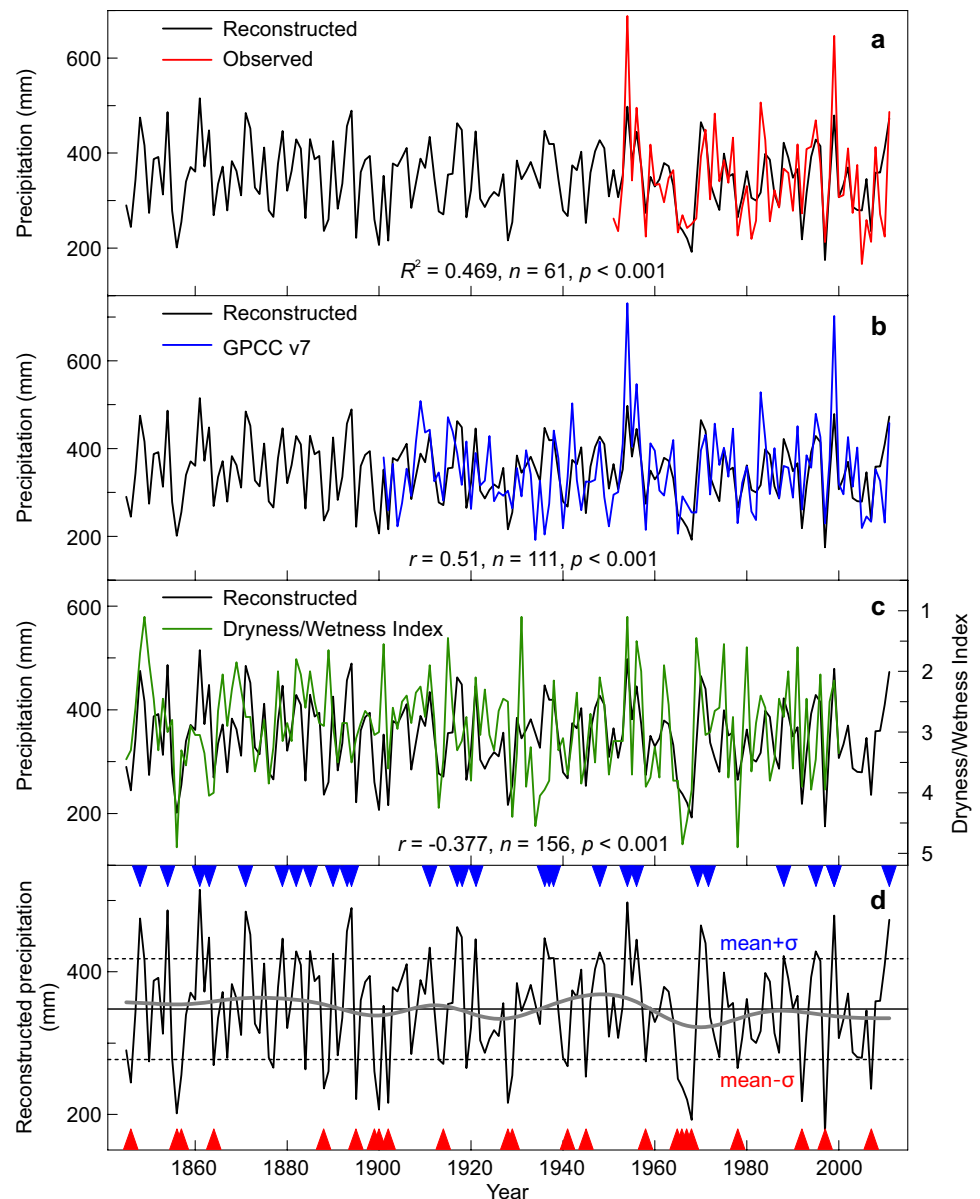 Reconstructed
Observed
a
600
400
200
Precipitation (mm)
R² = 0.469, n = 61, p < 0.001
Reconstructed
GPCC v7
b
600
400
200
Precipitation (mm)
r = 0.51, n = 111, p < 0.001
Reconstructed
Dryness/Wetness Index
c
600
400
200
Precipitation (mm)
1
2
3
4
5
Dryness/Wetness Index
r = -0.377, n = 156, p < 0.001
d
mean+σ
400
200
Reconstructed precipitation
(mm)
mean-σ
1860 1880 1900 1920 1940 1960 1980 2000
Year